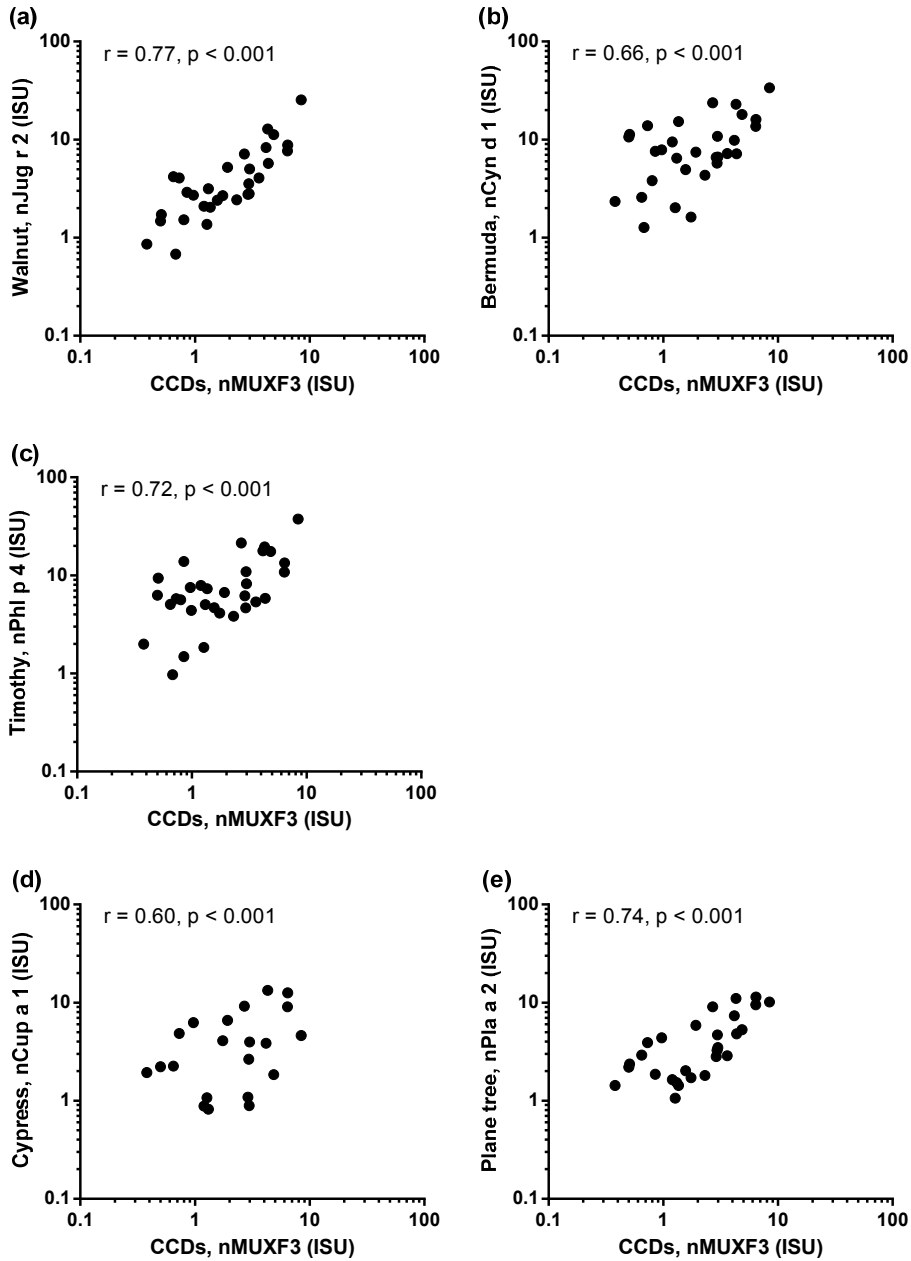 (a)
r = 0.77, p < 0.001
Walnut, nJug r 2 (ISU)
100
10
1
0.1
0.1 1 10 100
CCDs, nMUXF3 (ISU)
(b)
r = 0.66, p < 0.001
Bermuda, nCyn d 1 (ISU)
100
10
1
0.1
0.1 1 10 100
CCDs, nMUXF3 (ISU)
(c)
r = 0.72, p < 0.001
Timothy, nPhl p 4 (ISU)
100
10
1
0.1
0.1 1 10 100
CCDs, nMUXF3 (ISU)
(d)
r = 0.60, p < 0.001
Cypress, nCup a 1 (ISU)
100
10
1
0.1
0.1 1 10 100
CCDs, nMUXF3 (ISU)
(e)
r = 0.74, p < 0.001
Plane tree, nPla a 2 (ISU)
100
10
1
0.1
0.1 1 10 100
CCDs, nMUXF3 (ISU)